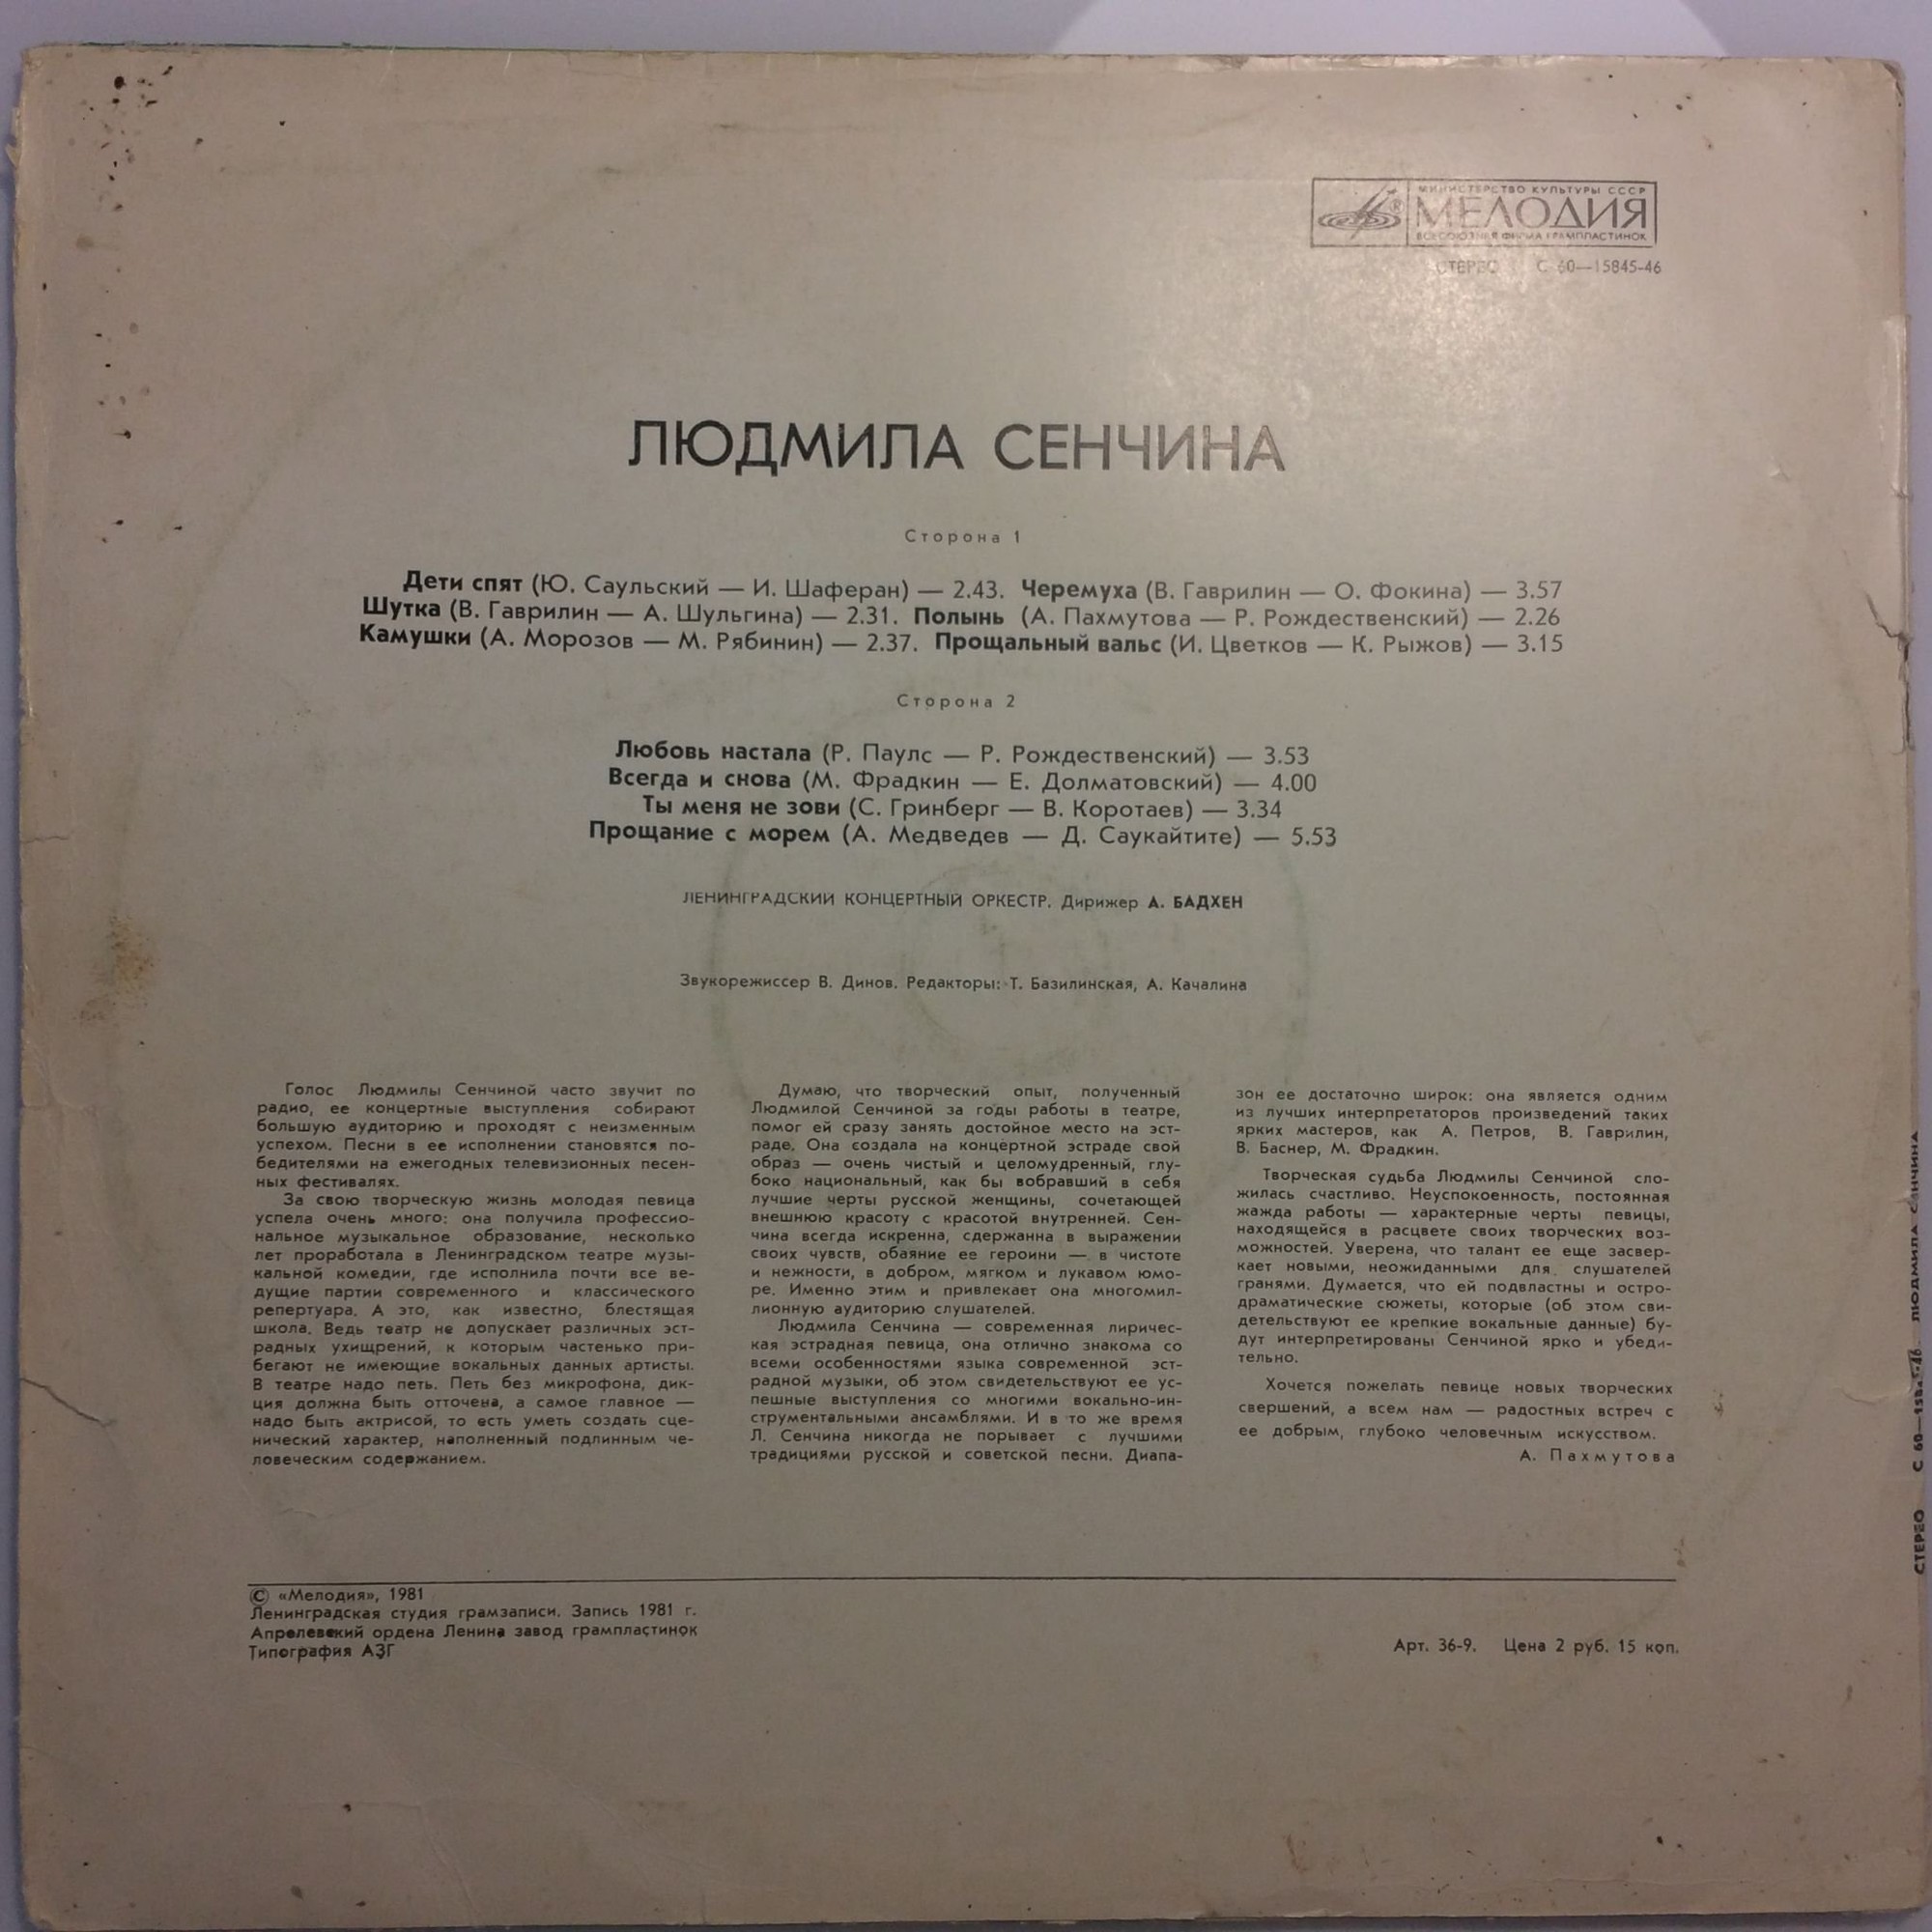 МИНИСТЕРСТВО КУЛЬТУРЫ СССР
МЕЛОДИЯ
ВСЕСОЮЗНАЯ ФИРМА ГРАМПЛАСТИНОК
СТЕРЕО С 60—15845-46
ЛЮДМИЛА СЕНЧИНА
Сторона 1
Дети спят (Ю. Саульский — И. Шаферан) — 2.43. Черемуха (В. Гаврилин — О. Фокина) — 3.57
Шутка (В. Гаврилин — А. Шульгина) — 2.31. Полынь (А. Пахмутова — Р. Рождественский) — 2.26
Камушки (А. Морозов — М. Рябинин) — 2.37. Прощальный вальс (И. Цветков — К. Рыжов) — 3.15
Сторона 2
Любовь настала (Р. Паулс — Р. Рождественский) — 3.53
Всегда и снова (М. Фрадкин — Е. Долматовский) — 4.00
Ты меня не зови (С. Гринберг — В. Коротаев) — 3.34
Прощание с морем (А. Медведев — Д. Саукайтите) — 5.53
ЛЕНИНГРАДСКИЙ КОНЦЕРТНЫЙ ОРКЕСТР. Дирижер А. БАДХЕН
Звукорежиссер В. Динов. Редакторы: Т. Базилинская, А. Качалина
Голос Людмилы Сенчиной часто звучит по
радио, ее концертные выступления собирают
большую аудиторию и проходят с неизменным
успехом. Песни в ее исполнении становятся по-
бедителями на ежегодных телевизионных песен-
ных фестивалях.
За свою творческую жизнь молодая певица
успела очень много: она получила профессио-
нальное музыкальное образование, несколько
лет проработала в Ленинградском театре музы-
кальной комедии, где исполнила почти все ве-
дущие партии современного и классического
репертуара. А это, как известно, блестящая
школа. Ведь театр не допускает различных эст-
радных ухищрений, к которым частенько при-
бегают не имеющие вокальных данных артисты.
В театре надо петь. Петь без микрофона, дик-
ция должна быть отточена, а самое главное —
надо быть актрисой, то есть уметь создать сце-
нический характер, наполненный подлинным че-
ловеческим содержанием.
Думаю, что творческий опыт, полученный
Людмилой Сенчиной за годы работы в театре,
помог ей сразу занять достойное место на эст-
раде. Она создала на концертной эстраде свой
образ — очень чистый и целомудренный, глу-
боко национальный, как бы вобравший в себя
лучшие черты русской женщины, сочетающей
внешнюю красоту с красотой внутренней. Сен-
чина всегда искренна, сдержанна в выражении
своих чувств, обаяние ее героини — в чистоте
и нежности, в добром, мягком и лукавом юмо-
ре. Именно этим и привлекает она многомил-
лионную аудиторию слушателей.
Людмила Сенчина — современная лиричес-
кая эстрадная певица, она отлично знакома со
всеми особенностями языка современной эст-
радной музыки, об этом свидетельствуют ее ус-
пешные выступления со многими вокально-ин-
струментальными ансамблями. И в то же время
Л. Сенчина никогда не порывает с лучшими
традициями русской и советской песни. Диапа-
зон ее достаточно широк: она является одним
из лучших интерпретаторов произведений таких
ярких мастеров, как А. Петров, В. Гаврилин,
В. Баснер, М. Фрадкин.
Творческая судьба Людмилы Сенчиной сло-
жилась счастливо. Неуспокоенность, постоянная
жажда работы — характерные черты певицы,
находящейся в расцвете своих творческих воз-
можностей. Уверена, что талант ее еще засвер-
кает новыми, неожиданными для слушателей
гранями. Думается, что ей подвластны и остро-
драматические сюжеты, которые (об этом сви-
детельствуют ее крепкие вокальные данные) бу-
дут интерпретированы Сенчиной ярко и убеди-
тельно.
Хочется пожелать певице новых творческих
свершений, а всем нам — радостных встреч с
ее добрым, глубоко человечным искусством.
А. Пахмутова
© «Мелодия», 1981
Ленинградская студия грамзаписи. Запись 1981 г.
Апрелевский ордена Ленина завод грампластинок
Типография АЗГ
Арт. 36-9. Цена 2 руб. 15 коп.
СТЕРЕО С 60—15845-46 ЛЮДМИЛА СЕНЧИНА